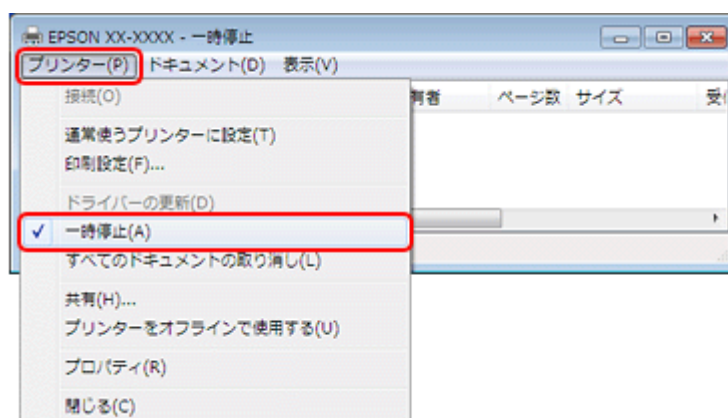 EPSON XX-XXXX - 一時停止
プリンター(P) ドキュメント(D) 表示(V)
接続(O)
有者 ページ数 サイズ 受
通常使うプリンターに設定(T)
印刷設定(F)...
ドライバーの更新(D)
一時停止(A)
すべてのドキュメントの取り消し(L)
共有(H)...
プリンターをオフラインで使用する(U)
プロパティ(R)
閉じる(C)